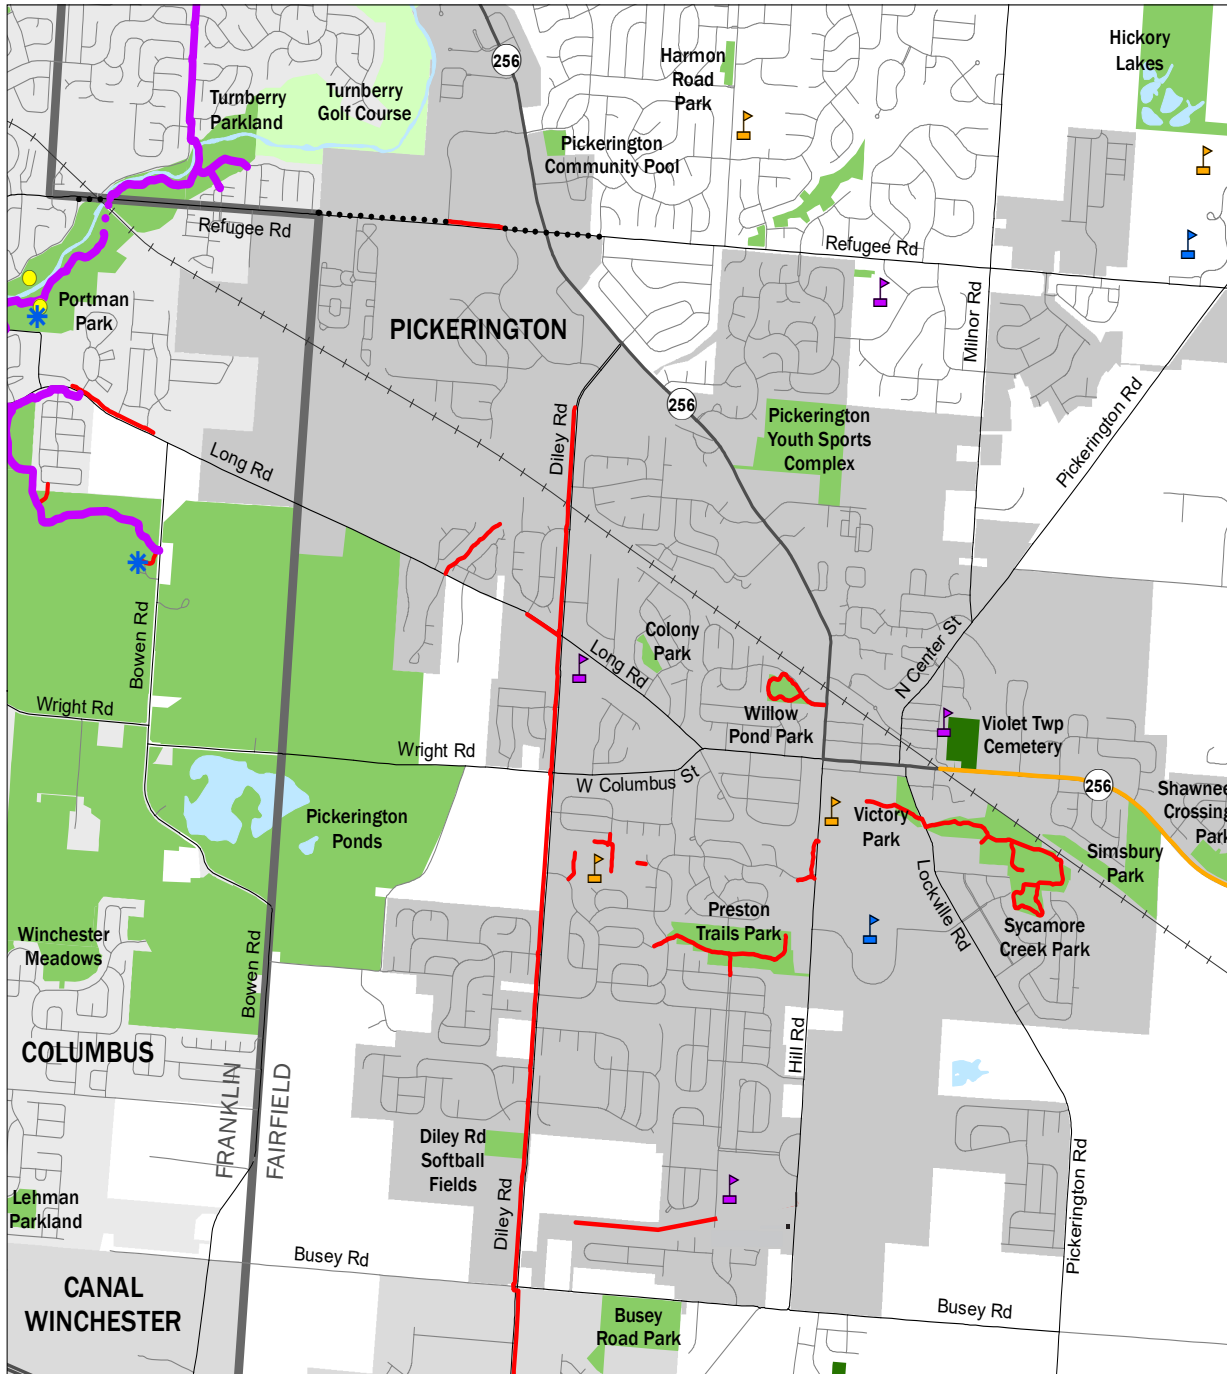 256
Harmon
Road
Park
Hickory
Lakes
Turnberry
Parkland
Turnberry
Golf Course
Pickerington
Community Pool
Refugee Rd
Refugee Rd
Portman
Park
PICKERINGTON
Milnor Rd
256
Pickerington Rd
Diley Rd
Pickerington
Youth Sports
Complex
Long Rd
Bowen Rd
Colony
Park
Long Rd
N Center St
Wright Rd
Willow
Pond Park
Violet Twp
Cemetery
Wright Rd
W Columbus St
256
Shawnee
Crossing
Park
Pickerington
Ponds
Victory
Park
Simsbury
Park
Lockville Rd
Preston
Trails Park
Sycamore
Creek Park
Winchester
Meadows
Bowen Rd
COLUMBUS
Hill Rd
FRANKLIN
FAIRFIELD
Diley Rd
Softball
Fields
Lehman
Parkland
Diley Rd
Pickerington Rd
Busey Rd
CANAL
WINCHESTER
Busey
Road Park
Busey Rd